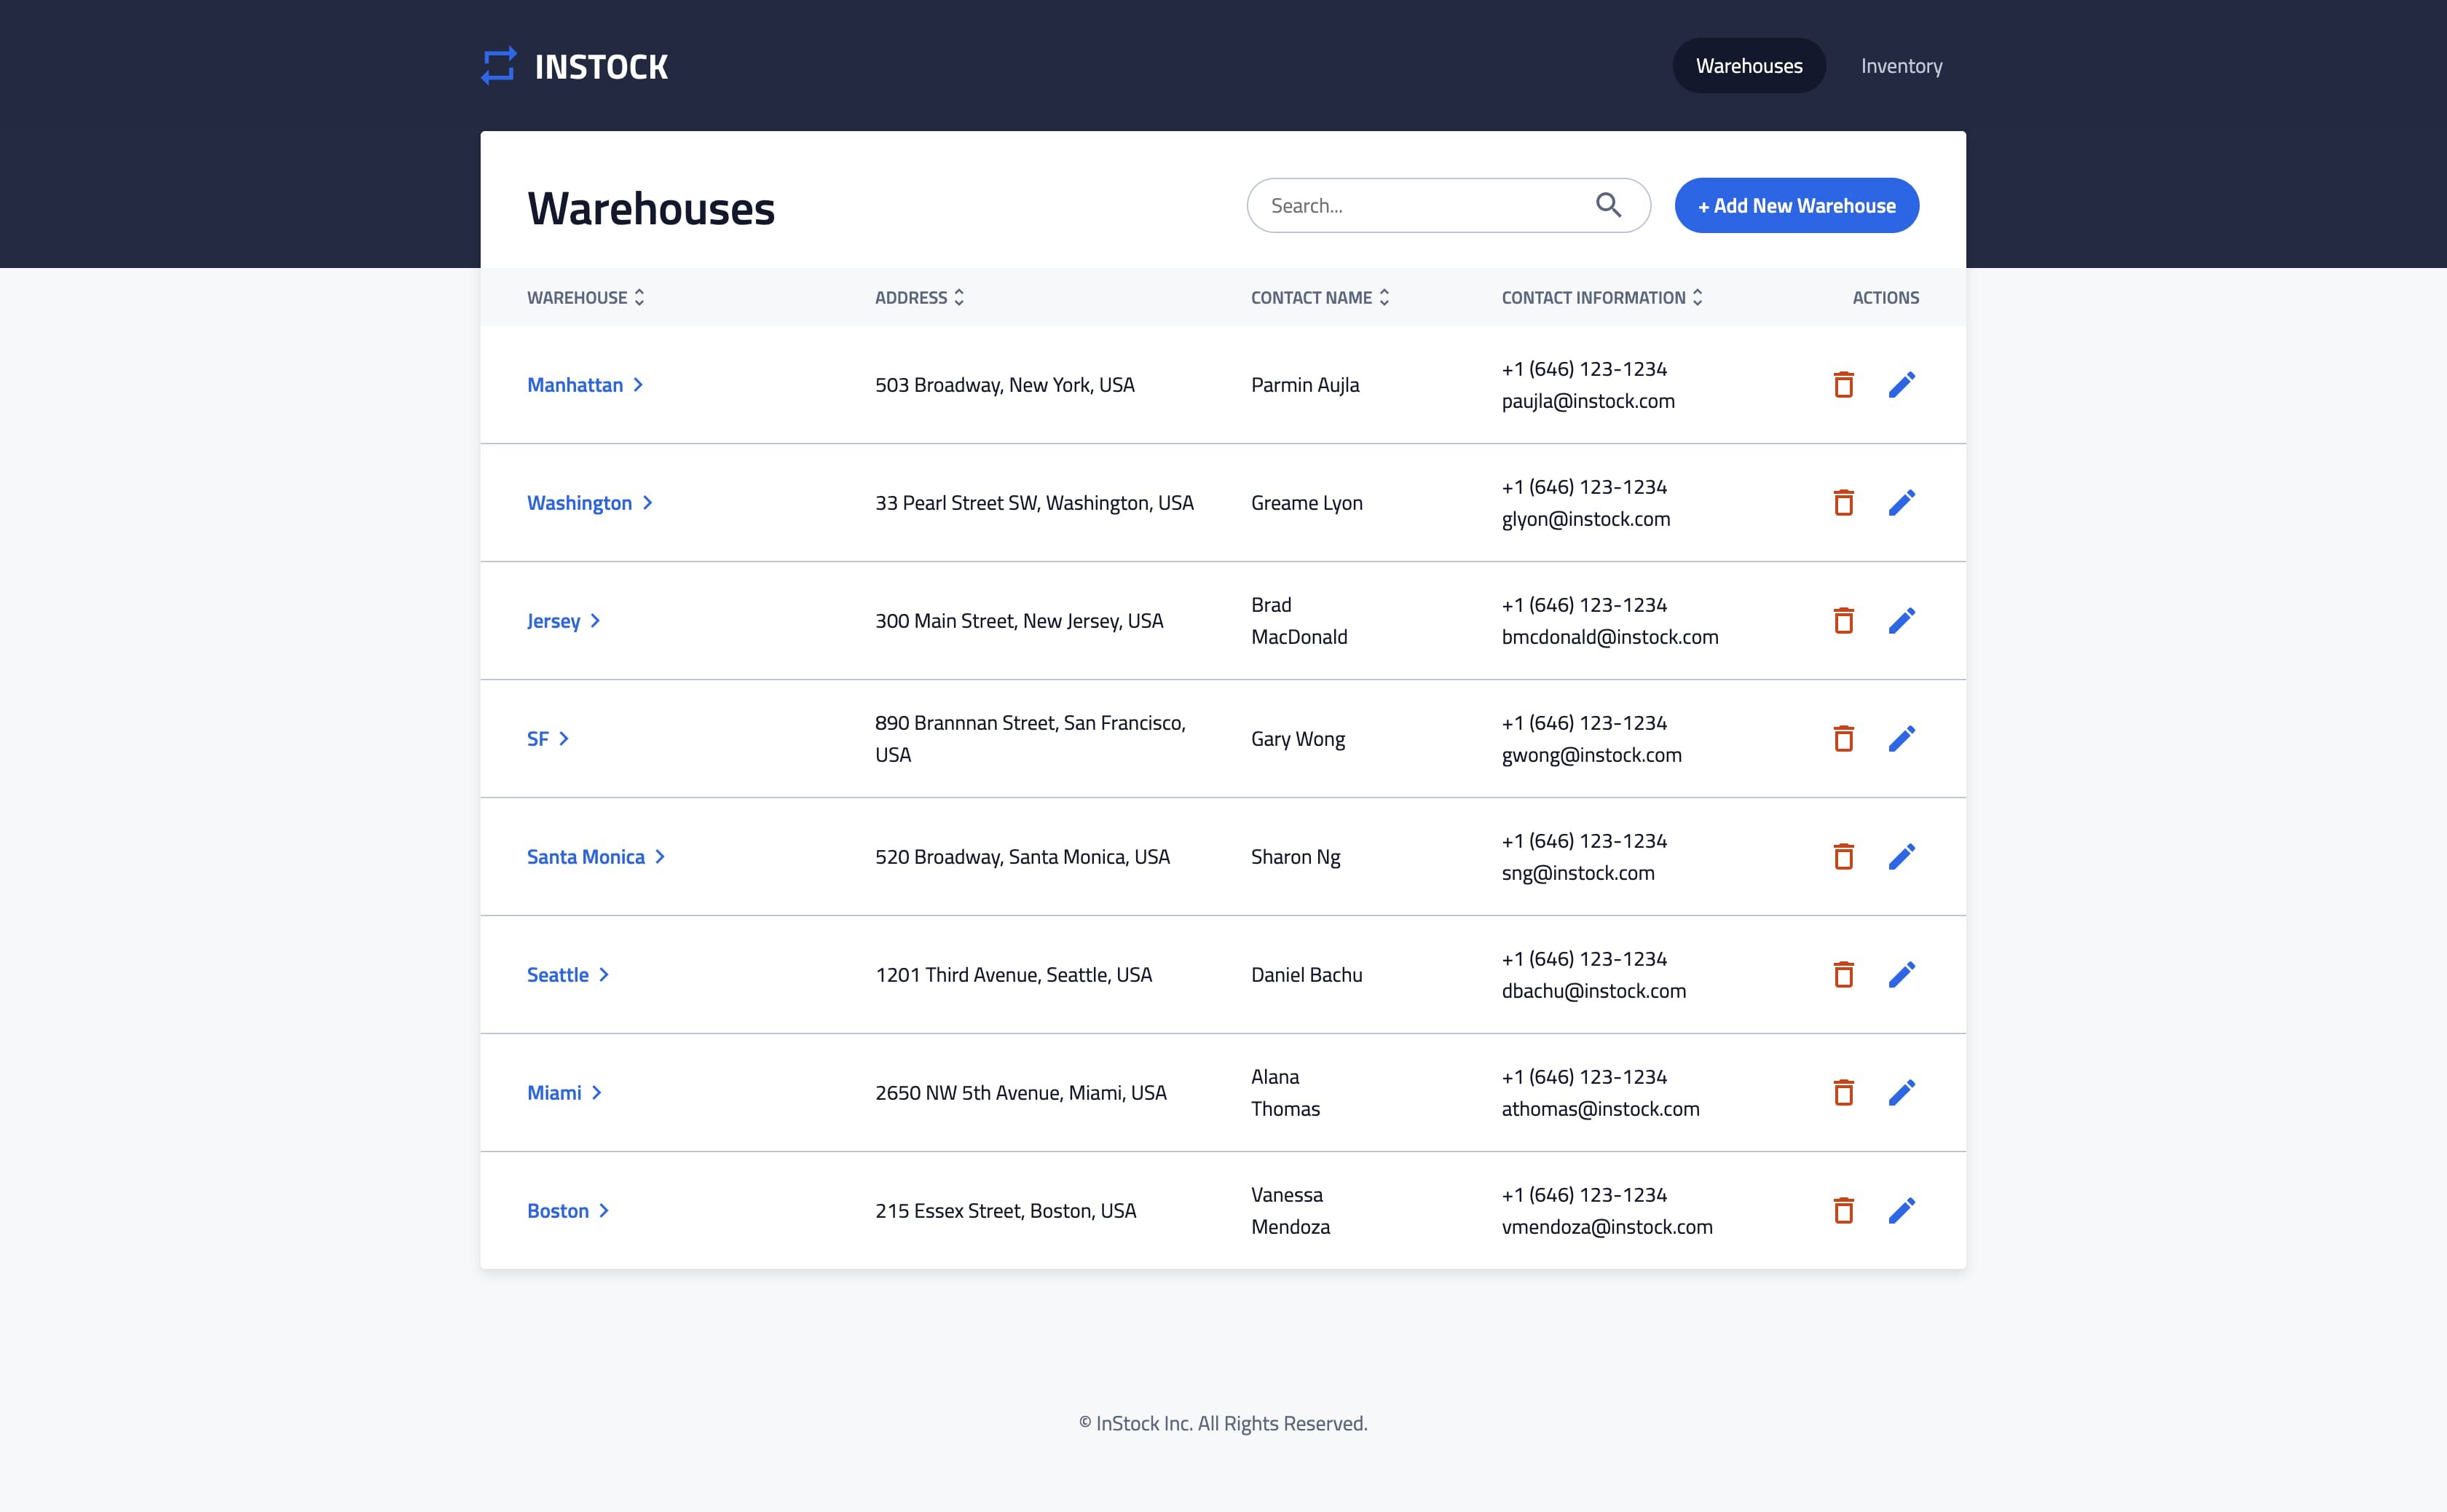 INSTOCK
Warehouses
Inventory
Warehouses
Search...
+ Add New Warehouse
WAREHOUSE
ADDRESS
CONTACT NAME
CONTACT INFORMATION
ACTIONS
Manhattan
503 Broadway, New York, USA
Parmin Aujla
+1 (646) 123-1234
paujla@instock.com
Washington
33 Pearl Street SW, Washington, USA
Greame Lyon
+1 (646) 123-1234
glyon@instock.com
Jersey
300 Main Street, New Jersey, USA
Brad
MacDonald
+1 (646) 123-1234
bmcdonald@instock.com
SF
890 Brannnan Street, San Francisco,
USA
Gary Wong
+1 (646) 123-1234
gwong@instock.com
Santa Monica
520 Broadway, Santa Monica, USA
Sharon Ng
+1 (646) 123-1234
sng@instock.com
Seattle
1201 Third Avenue, Seattle, USA
Daniel Bachu
+1 (646) 123-1234
dbachu@instock.com
Miami
2650 NW 5th Avenue, Miami, USA
Alana
Thomas
+1 (646) 123-1234
athomas@instock.com
Boston
215 Essex Street, Boston, USA
Vanessa
Mendoza
+1 (646) 123-1234
vmendoza@instock.com
© InStock Inc. All Rights Reserved.